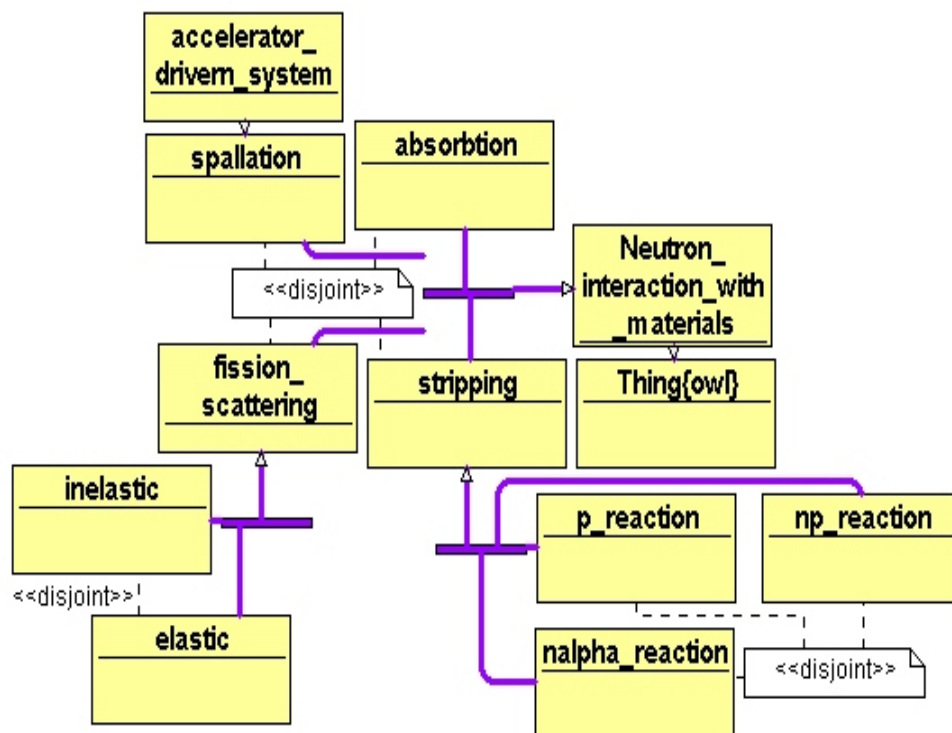 accelerator_
drivern_system
spallation
absorbtion
Neutron_
interaction_with
_materials
<<disjoint>>
fission_
scattering
stripping
Thing{owl}
inelastic
p_reaction
np_reaction
<<disjoint>>
elastic
nalpha_reaction
<<disjoint>>